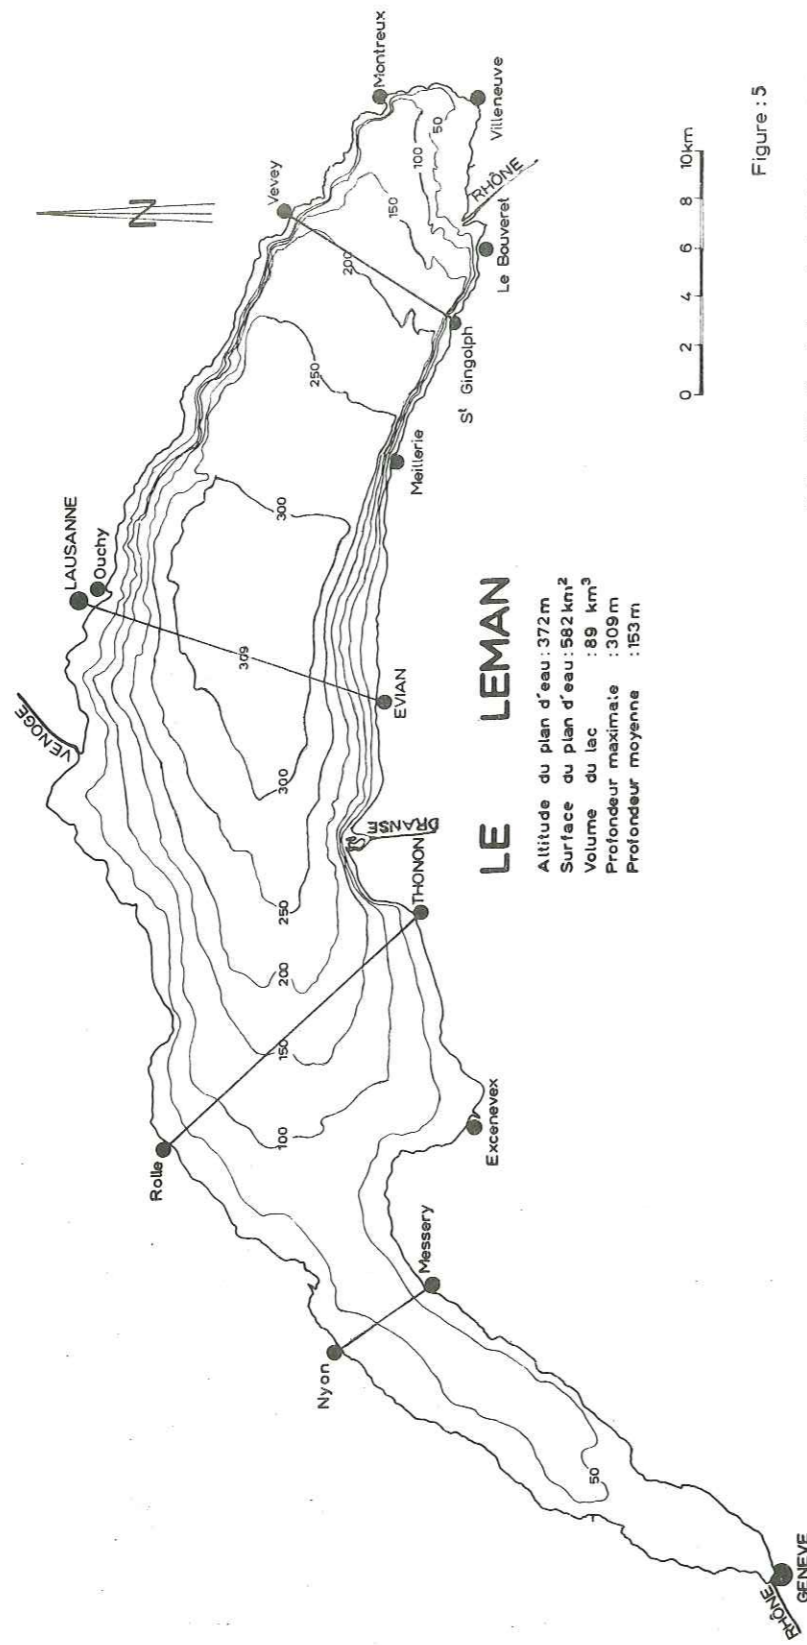 Montreux
Vevey
N
Villeneuve
50
100
150
200
RHÔNE
Le Bouveret
St Gingolph
250
Meillerie
LAUSANNE
Ouchy
300
309
EVIAN
VENOGE
300
DRANSE
THONON
250
200
150
100
Rolle
Excenevex
Messery
Nyon
50
GENEVE
RHÔNE
LE LEMAN
Altitude du plan d'eau : 372 m
Surface du plan d'eau : 582 km²
Volume du lac : 89 km³
Profondeur maximale : 309 m
Profondeur moyenne : 153 m
0 2 4 6 8 10km
Figure : 5